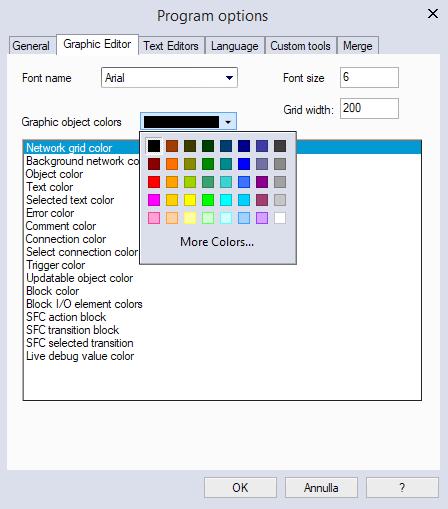 Program options
General Graphic Editor Text Editors Language Custom tools Merge
Font name Arial Font size 6
Grid width: 200
Graphic object colors
Network grid color
Background network co
Object color
Text color
Selected text color
Error color
Comment color
Connection color
Select connection color
Trigger color
Updatable object color
Block color
Block I/O element colors
SFC action block
SFC transition block
SFC selected transition
Live debug value color
More Colors...
OK Annulla ?